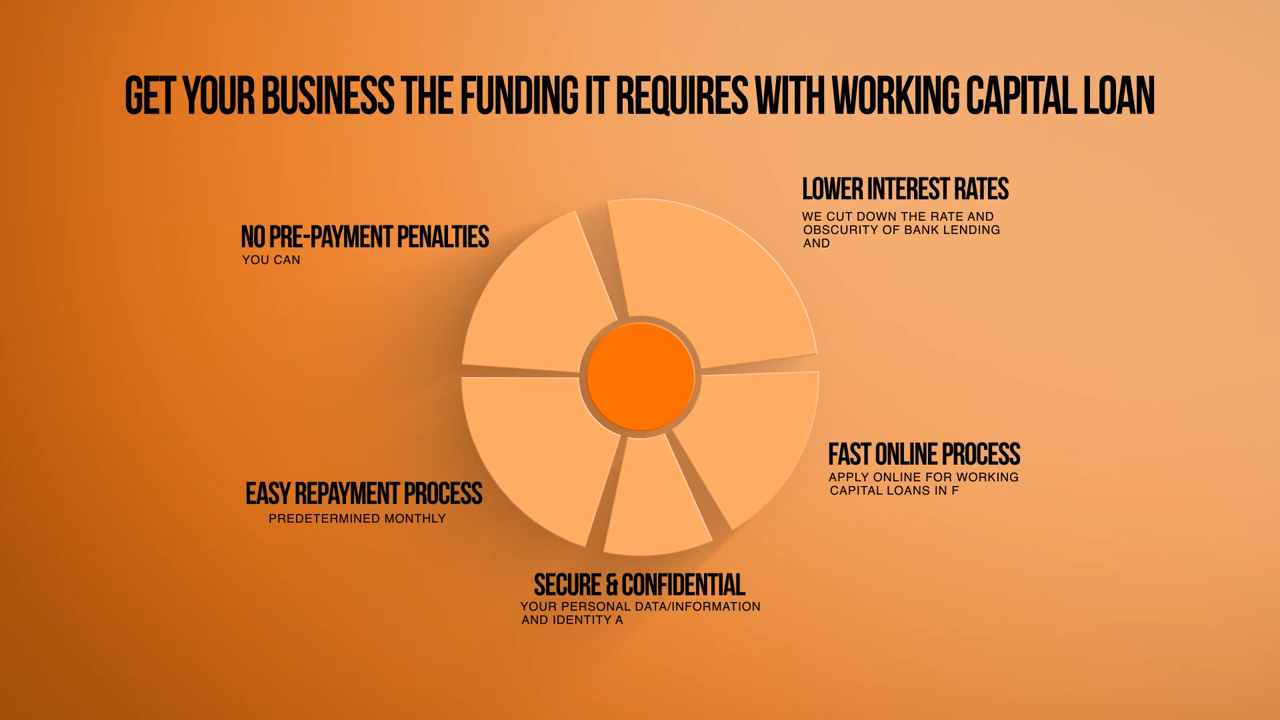 GET YOUR BUSINESS THE FUNDING IT REQUIRES WITH WORKING CAPITAL LOAN
LOWER INTEREST RATES
WE CUT DOWN THE RATE AND
OBSCURITY OF BANK LENDING
AND
NO PRE-PAYMENT PENALTIES
YOU CAN
FAST ONLINE PROCESS
APPLY ONLINE FOR WORKING
CAPITAL LOANS IN F
EASY REPAYMENT PROCESS
PREDETERMINED MONTHLY
SECURE & CONFIDENTIAL
YOUR PERSONAL DATA/INFORMATION
AND IDENTITY A